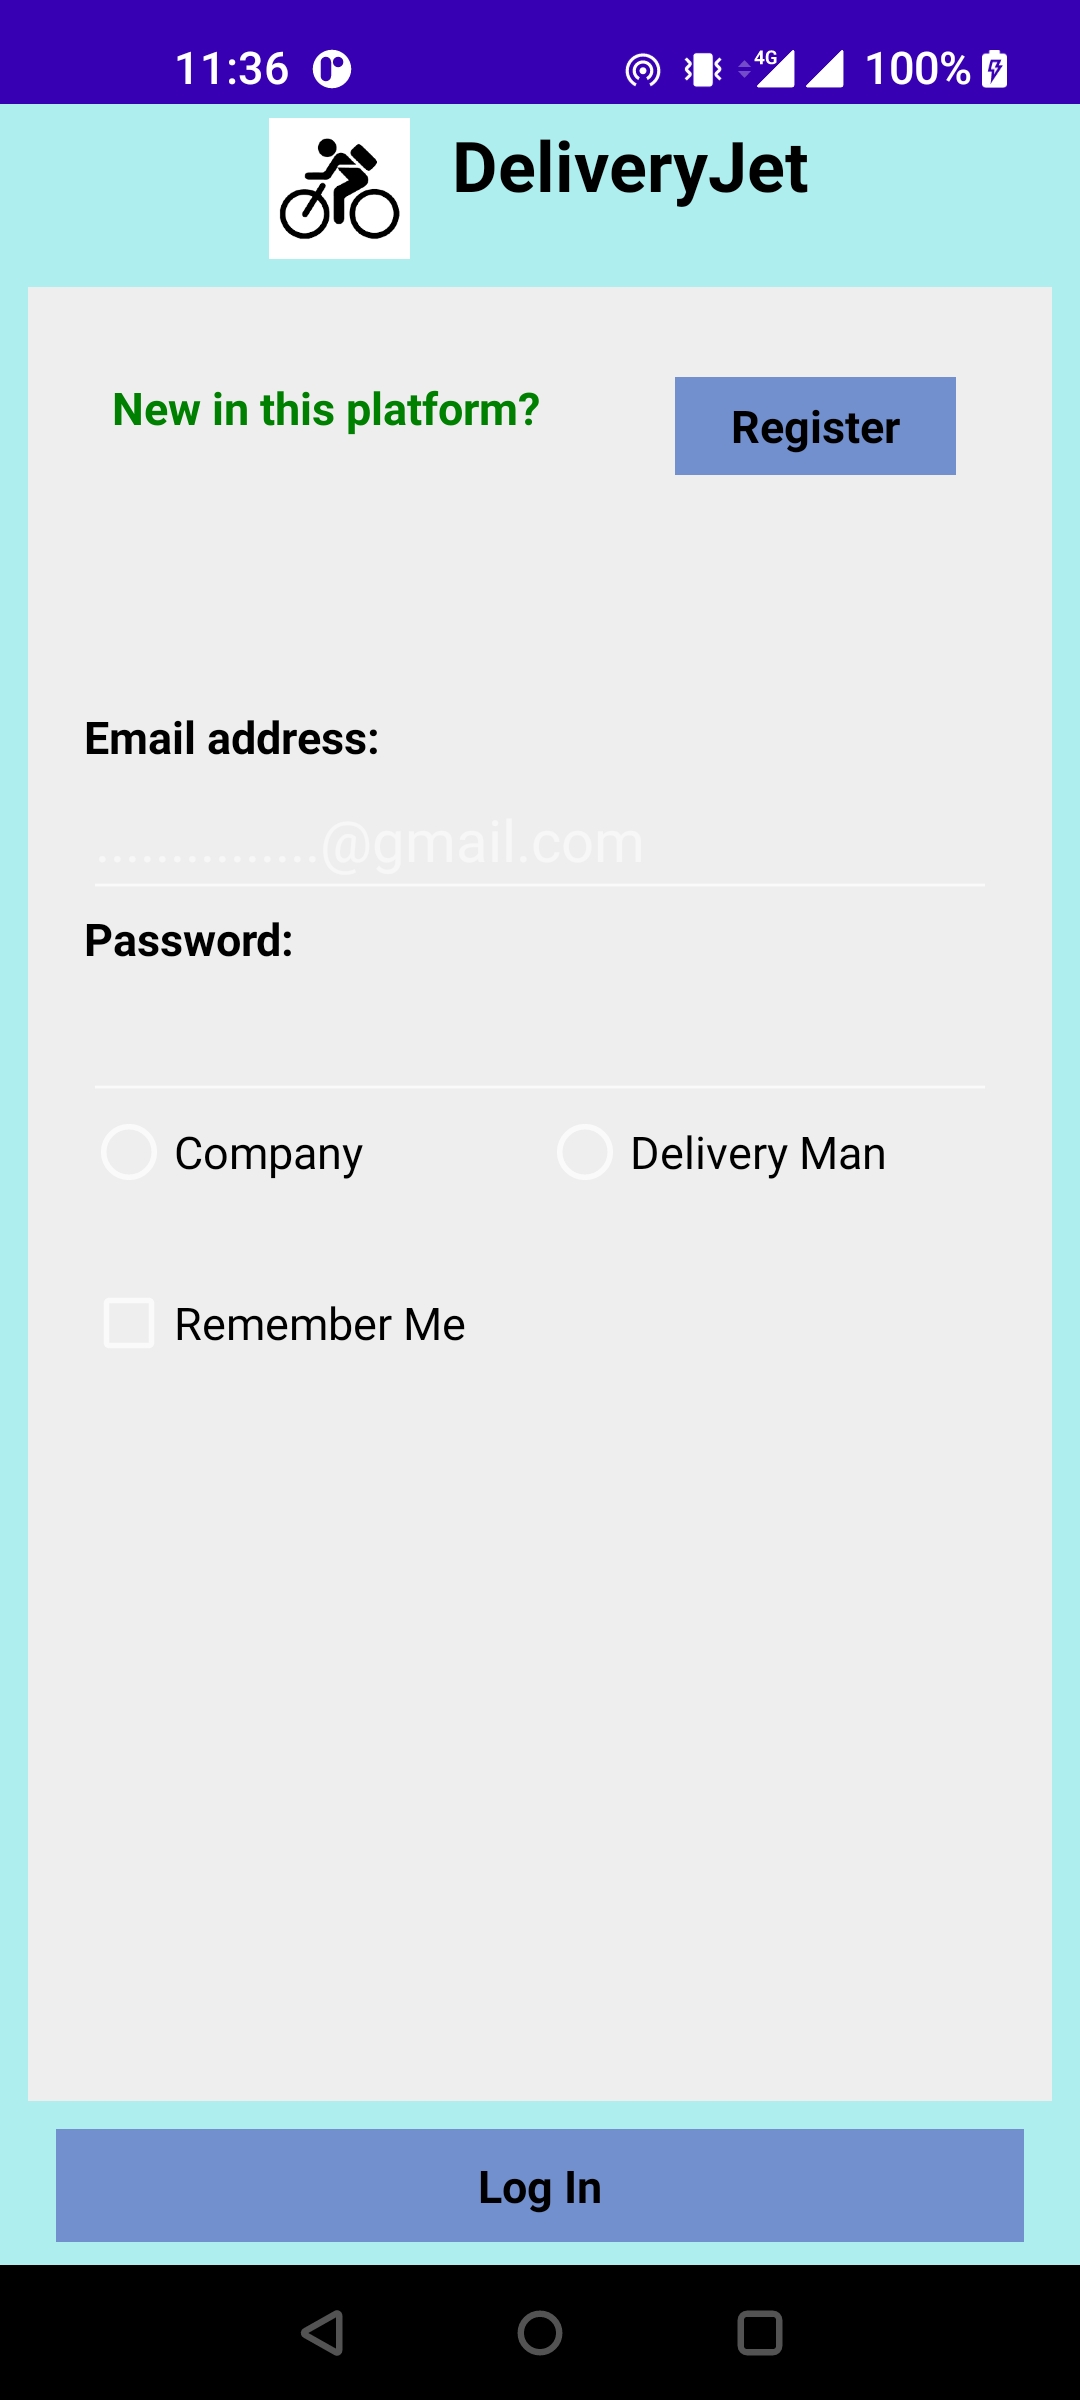 11:36
4G
100%
DeliveryJet
New in this platform?
Register
Email address:
...............@gmail.com
Password:
Company
Delivery Man
Remember Me
Log In